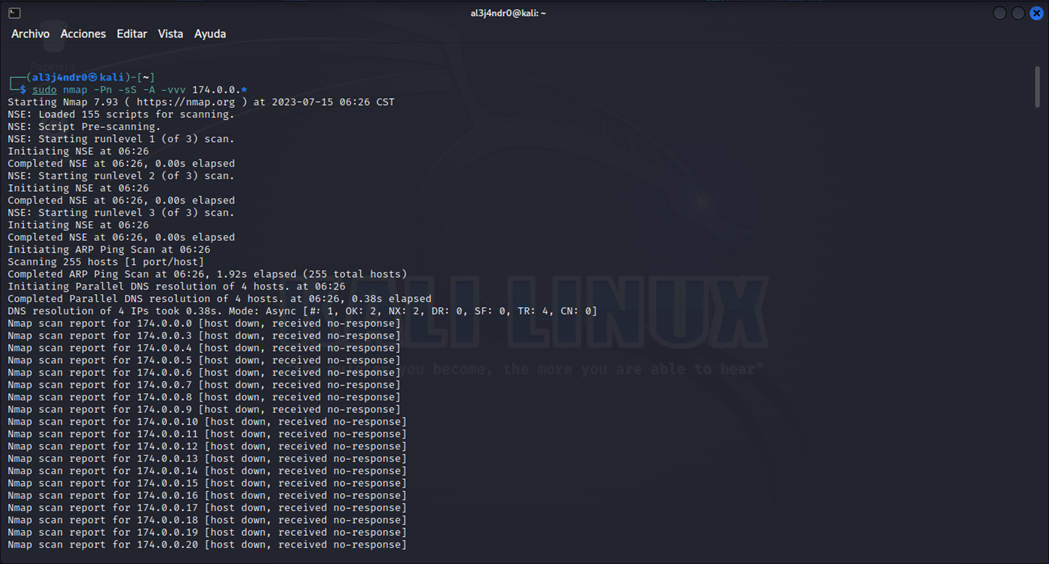 al3j4ndr0@kali: ~
Archivo Acciones Editar Vista Ayuda
┌──(al3j4ndr0㉿kali)-[~]
└─$ sudo nmap -Pn -sS -A -vvv 174.0.0.*
Starting Nmap 7.93 ( https://nmap.org ) at 2023-07-15 06:26 CST
NSE: Loaded 155 scripts for scanning.
NSE: Script Pre-scanning.
NSE: Starting runlevel 1 (of 3) scan.
Initiating NSE at 06:26
Completed NSE at 06:26, 0.00s elapsed
NSE: Starting runlevel 2 (of 3) scan.
Initiating NSE at 06:26
Completed NSE at 06:26, 0.00s elapsed
NSE: Starting runlevel 3 (of 3) scan.
Initiating NSE at 06:26
Completed NSE at 06:26, 0.00s elapsed
Initiating ARP Ping Scan at 06:26
Scanning 255 hosts [1 port/host]
Completed ARP Ping Scan at 06:26, 1.92s elapsed (255 total hosts)
Initiating Parallel DNS resolution of 4 hosts. at 06:26
Completed Parallel DNS resolution of 4 hosts. at 06:26, 0.38s elapsed
DNS resolution of 4 IPs took 0.38s. Mode: Async [#: 1, OK: 2, NX: 2, DR: 0, SF: 0, TR: 4, CN: 0]
Nmap scan report for 174.0.0.0 [host down, received no-response]
Nmap scan report for 174.0.0.3 [host down, received no-response]
Nmap scan report for 174.0.0.4 [host down, received no-response]
Nmap scan report for 174.0.0.5 [host down, received no-response]
Nmap scan report for 174.0.0.6 [host down, received no-response]
Nmap scan report for 174.0.0.7 [host down, received no-response]
Nmap scan report for 174.0.0.8 [host down, received no-response]
Nmap scan report for 174.0.0.9 [host down, received no-response]
Nmap scan report for 174.0.0.10 [host down, received no-response]
Nmap scan report for 174.0.0.11 [host down, received no-response]
Nmap scan report for 174.0.0.12 [host down, received no-response]
Nmap scan report for 174.0.0.13 [host down, received no-response]
Nmap scan report for 174.0.0.14 [host down, received no-response]
Nmap scan report for 174.0.0.15 [host down, received no-response]
Nmap scan report for 174.0.0.16 [host down, received no-response]
Nmap scan report for 174.0.0.17 [host down, received no-response]
Nmap scan report for 174.0.0.18 [host down, received no-response]
Nmap scan report for 174.0.0.19 [host down, received no-response]
Nmap scan report for 174.0.0.20 [host down, received no-response]
LINUX
you become, the more you are able to hear"